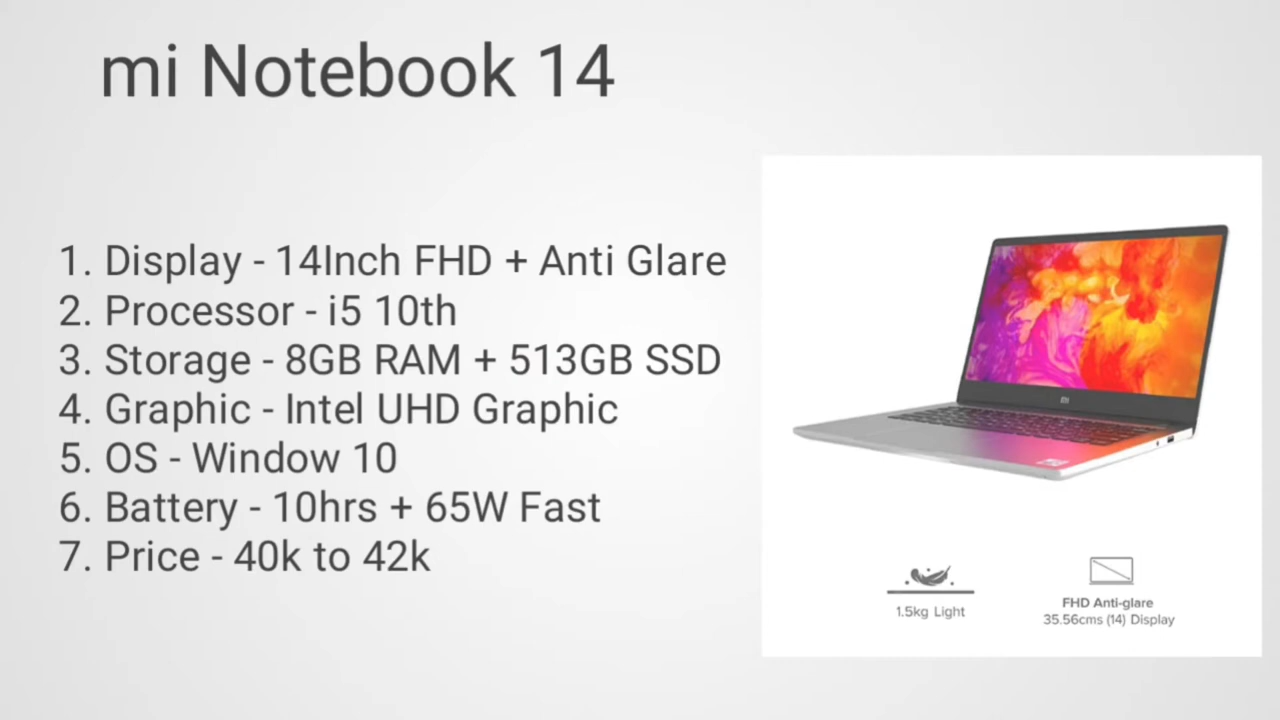 mi Notebook 14
1. Display - 14Inch FHD + Anti Glare
2. Processor - i5 10th
3. Storage - 8GB RAM + 513GB SSD
4. Graphic - Intel UHD Graphic
5. OS - Window 10
6. Battery - 10hrs + 65W Fast
7. Price - 40k to 42k
mi
1.5kg Light
FHD Anti-glare
35.56cms (14) Display